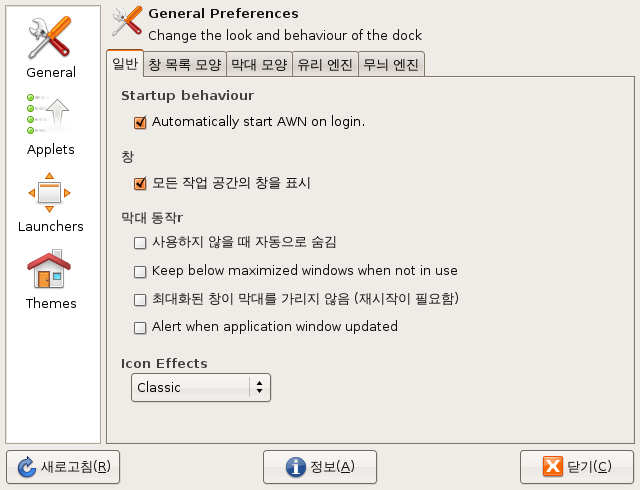 General Preferences
Change the look and behaviour of the dock
General
Applets
Launchers
Themes
일반
창 목록 모양
막대 모양
유리 엔진
무늬 엔진
Startup behaviour
Automatically start AWN on login.
창
모든 작업 공간의 창을 표시
막대 동작r
사용하지 않을 때 자동으로 숨김
Keep below maximized windows when not in use
최대화된 창이 막대를 가리지 않음 (재시작이 필요함)
Alert when application window updated
Icon Effects
Classic
새로고침(R)
정보(A)
닫기(C)